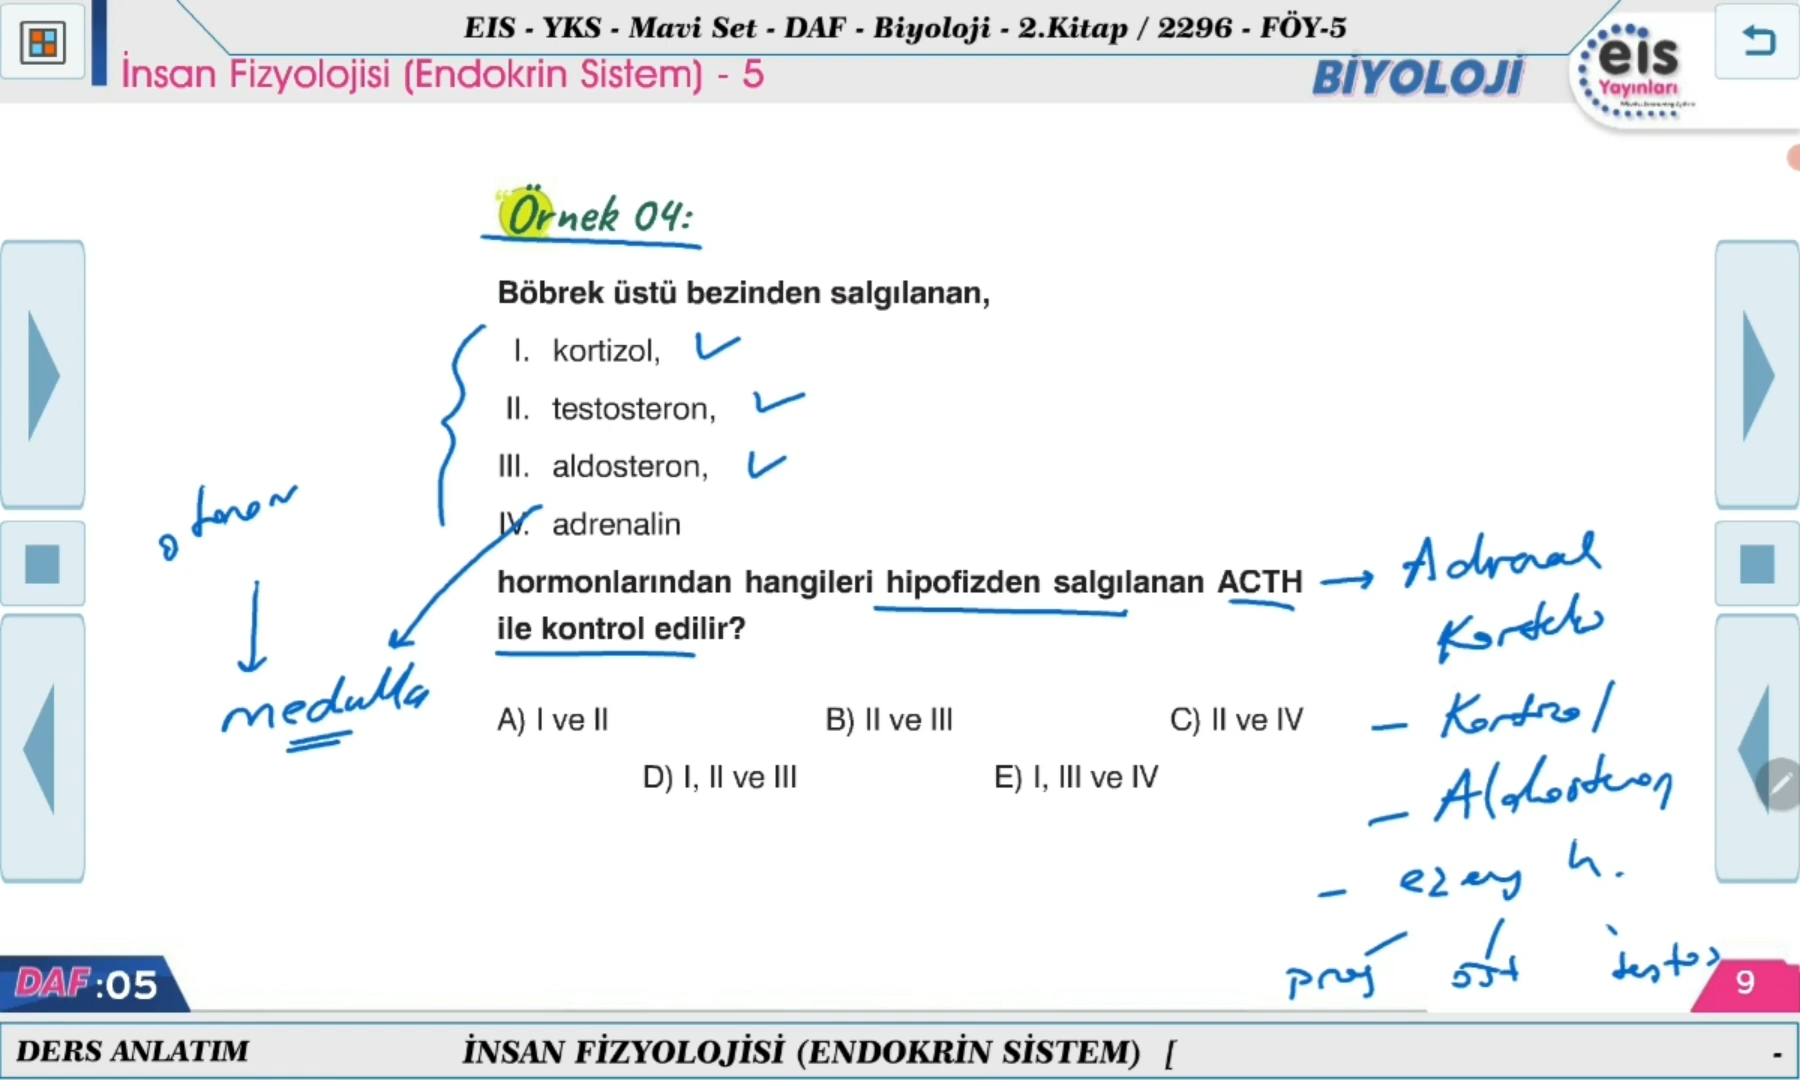 EIS - YKS - Mavi Set - DAF - Biyoloji - 2.Kitap / 2296 - FÖY-5
İnsan Fizyolojisi (Endokrin Sistem) - 5
BİYOLOJİ
eis
Yayınları
Örnek 04:
Böbrek üstü bezinden salgılanan,
I. kortizol,
II. testosteron,
III. aldosteron,
IV. adrenalin
hormonlarından hangileri hipofizden salgılanan ACTH
ile kontrol edilir?
A) I ve II
B) II ve III
C) II ve IV
D) I, II ve III
E) I, III ve IV
medulla
Adrenal
Korteks
- Kortizol
- Aldosteron
- eşey h.
proj öst testos
DAF:05
9
DERS ANLATIM
İNSAN FİZYOLOJİSİ (ENDOKRİN SİSTEM) [
-